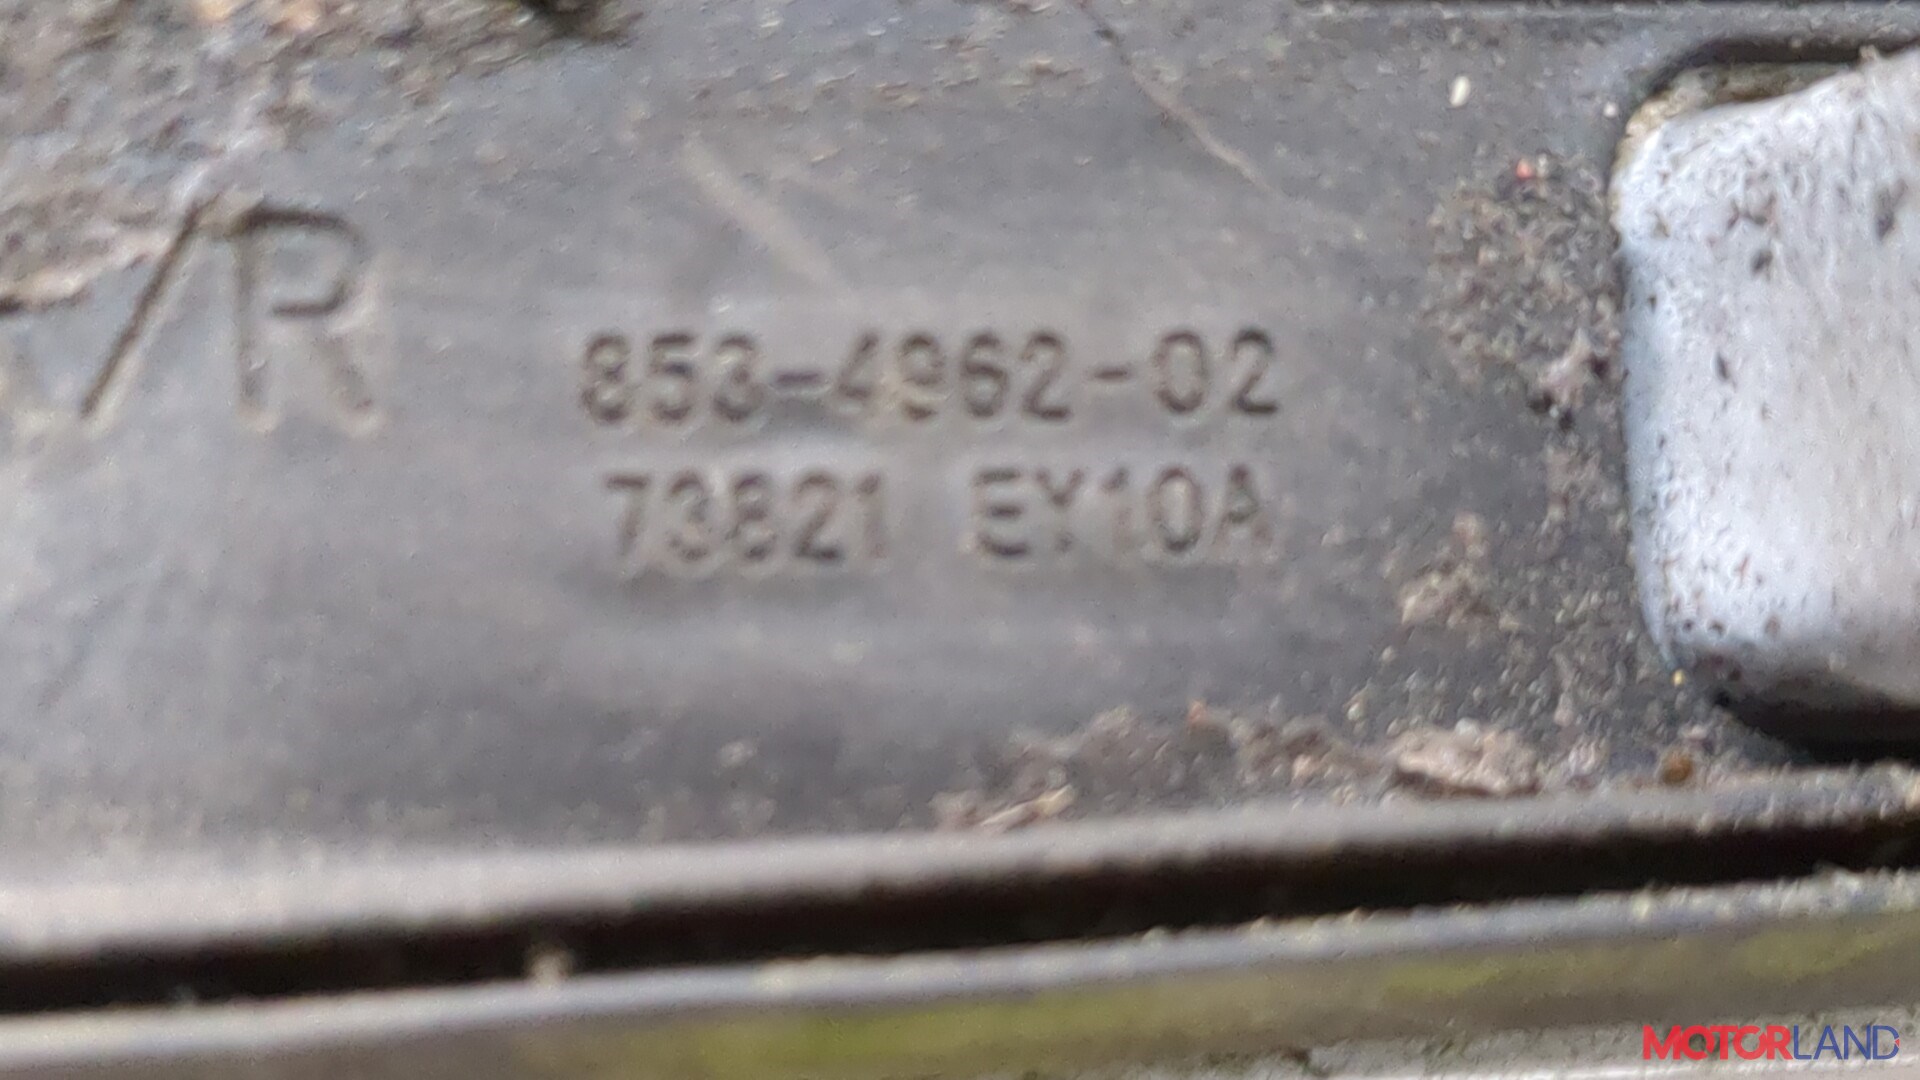 /R
853-4962-02
73821 EY10A
MOTORLAND